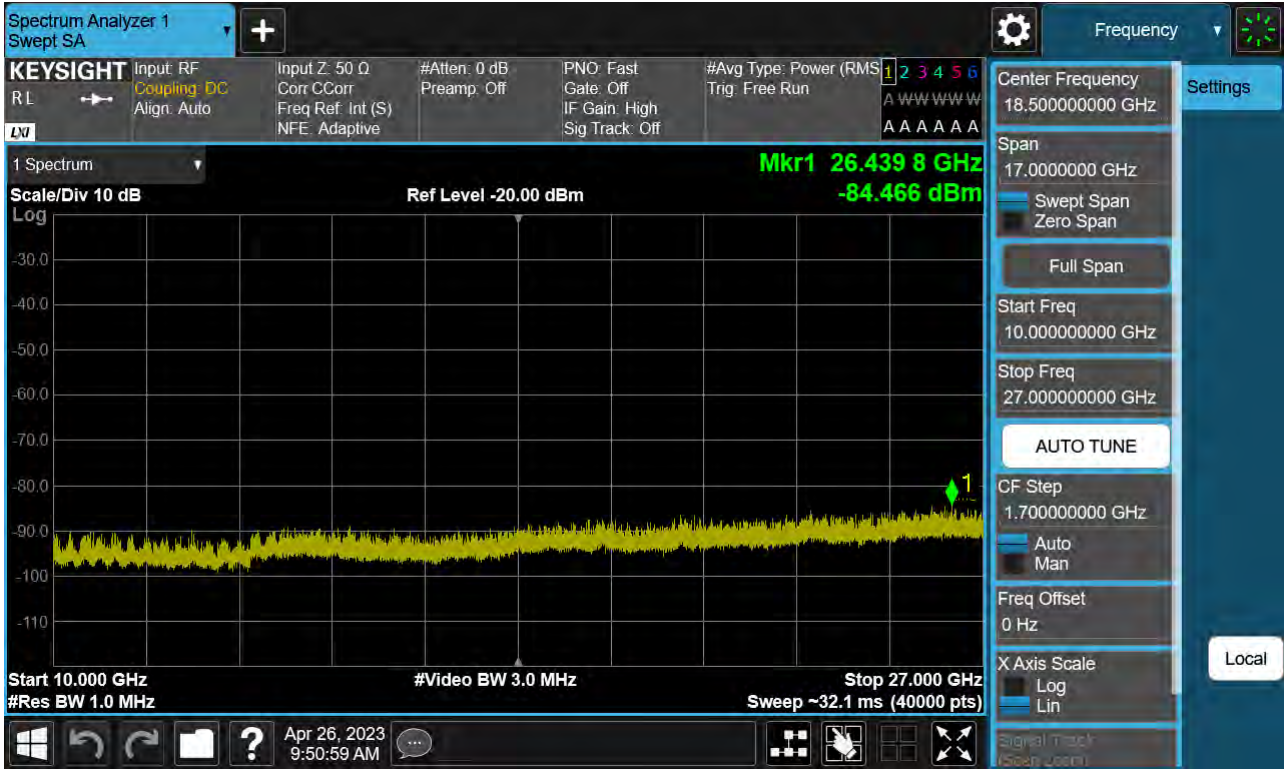 Spectrum Analyzer 1
Swept SA
Frequency
KEYSIGHT
RL
LXI
Input: RF
Coupling: DC
Align: Auto
Input Z: 50 Ω
Corr CCorr
Freq Ref: Int (S)
NFE: Adaptive
#Atten: 0 dB
Preamp: Off
PNO: Fast
Gate: Off
IF Gain: High
Sig Track: Off
#Avg Type: Power (RMS
Trig: Free Run
1 2 3 4 5 6
A W W W W W
A A A A A A
1 Spectrum
Scale/Div 10 dB
Log
Ref Level -20.00 dBm
Mkr1 26.439 8 GHz
-84.466 dBm
-30.0
-40.0
-50.0
-60.0
-70.0
-80.0
-90.0
-100
-110
1
Start 10.000 GHz
#Res BW 1.0 MHz
#Video BW 3.0 MHz
Stop 27.000 GHz
Sweep ~32.1 ms (40000 pts)
Center Frequency
18.500000000 GHz
Span
17.0000000 GHz
Swept Span
Zero Span
Full Span
Start Freq
10.000000000 GHz
Stop Freq
27.000000000 GHz
AUTO TUNE
CF Step
1.700000000 GHz
Auto
Man
Freq Offset
0 Hz
X Axis Scale
Log
Lin
Signal Track
(Span Zoom)
Settings
Local
?
Apr 26, 2023
9:50:59 AM